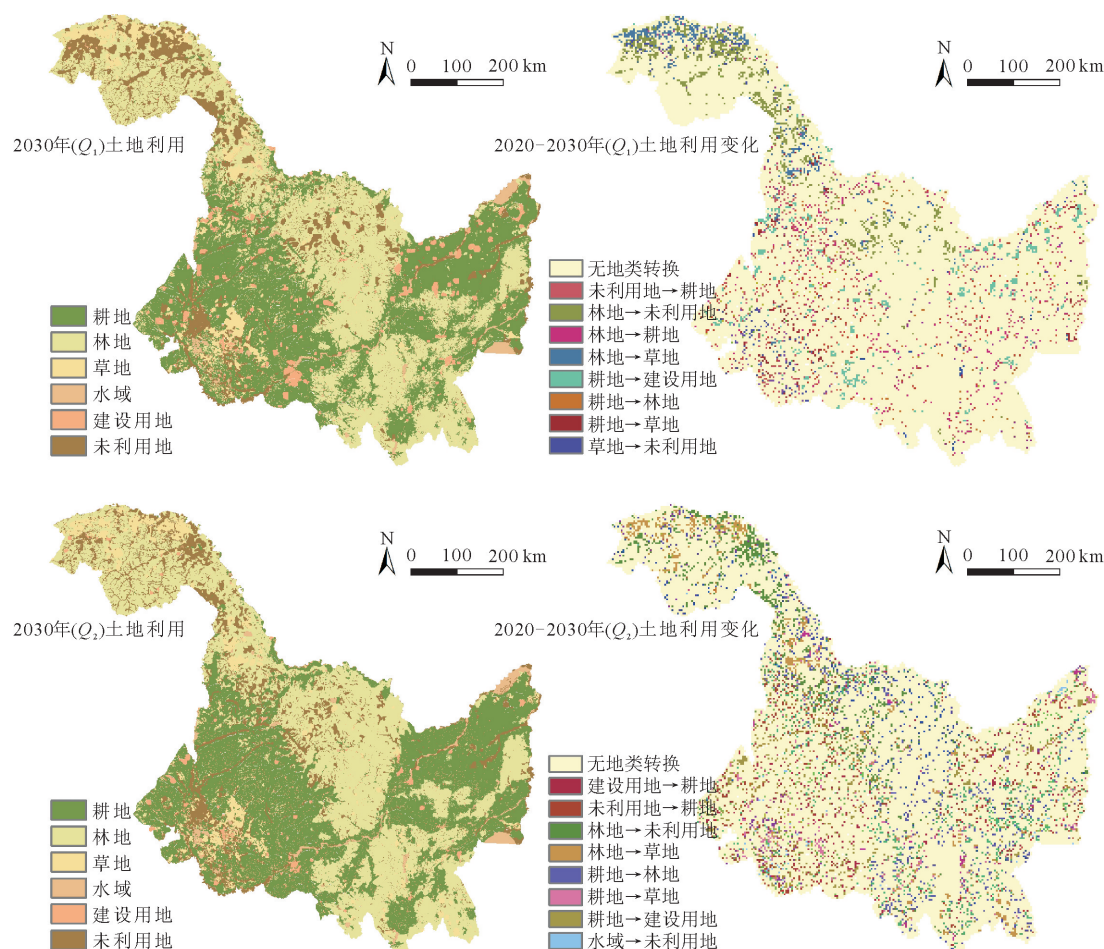 N
0 100 200 km
2030年(Q₁)土地利用
耕地
林地
草地
水域
建设用地
未利用地
N
0 100 200 km
2020-2030年(Q₁)土地利用变化
无地类转换
未利用地→耕地
林地→未利用地
林地→耕地
林地→草地
耕地→建设用地
耕地→林地
耕地→草地
草地→未利用地
N
0 100 200 km
2030年(Q₂)土地利用
耕地
林地
草地
水域
建设用地
未利用地
N
0 100 200 km
2020-2030年(Q₂)土地利用变化
无地类转换
建设用地→耕地
未利用地→耕地
林地→未利用地
林地→草地
耕地→林地
耕地→草地
耕地→建设用地
水域→未利用地